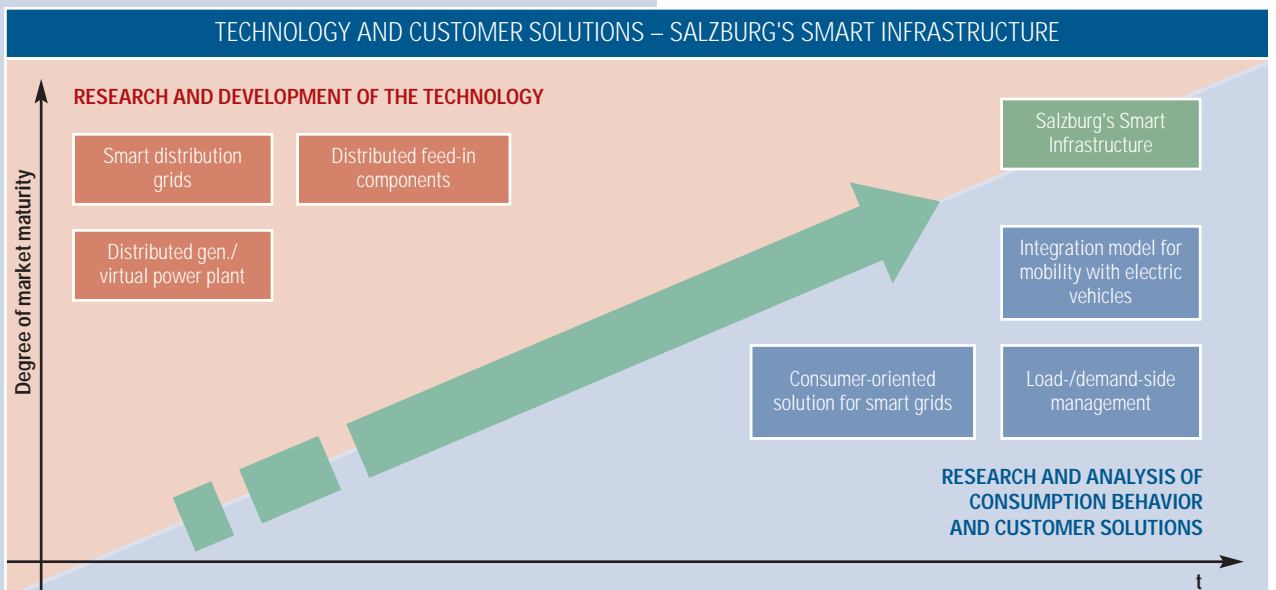 TECHNOLOGY AND CUSTOMER SOLUTIONS – SALZBURG'S SMART INFRASTRUCTURE
RESEARCH AND DEVELOPMENT OF THE TECHNOLOGY
Smart distribution
grids
Distributed feed-in
components
Distributed gen./
virtual power plant
Degree of market maturity
Salzburg's Smart
Infrastructure
Integration model for
mobility with electric
vehicles
Consumer-oriented
solution for smart grids
Load-/demand-side
management
RESEARCH AND ANALYSIS OF
CONSUMPTION BEHAVIOR
AND CUSTOMER SOLUTIONS
t